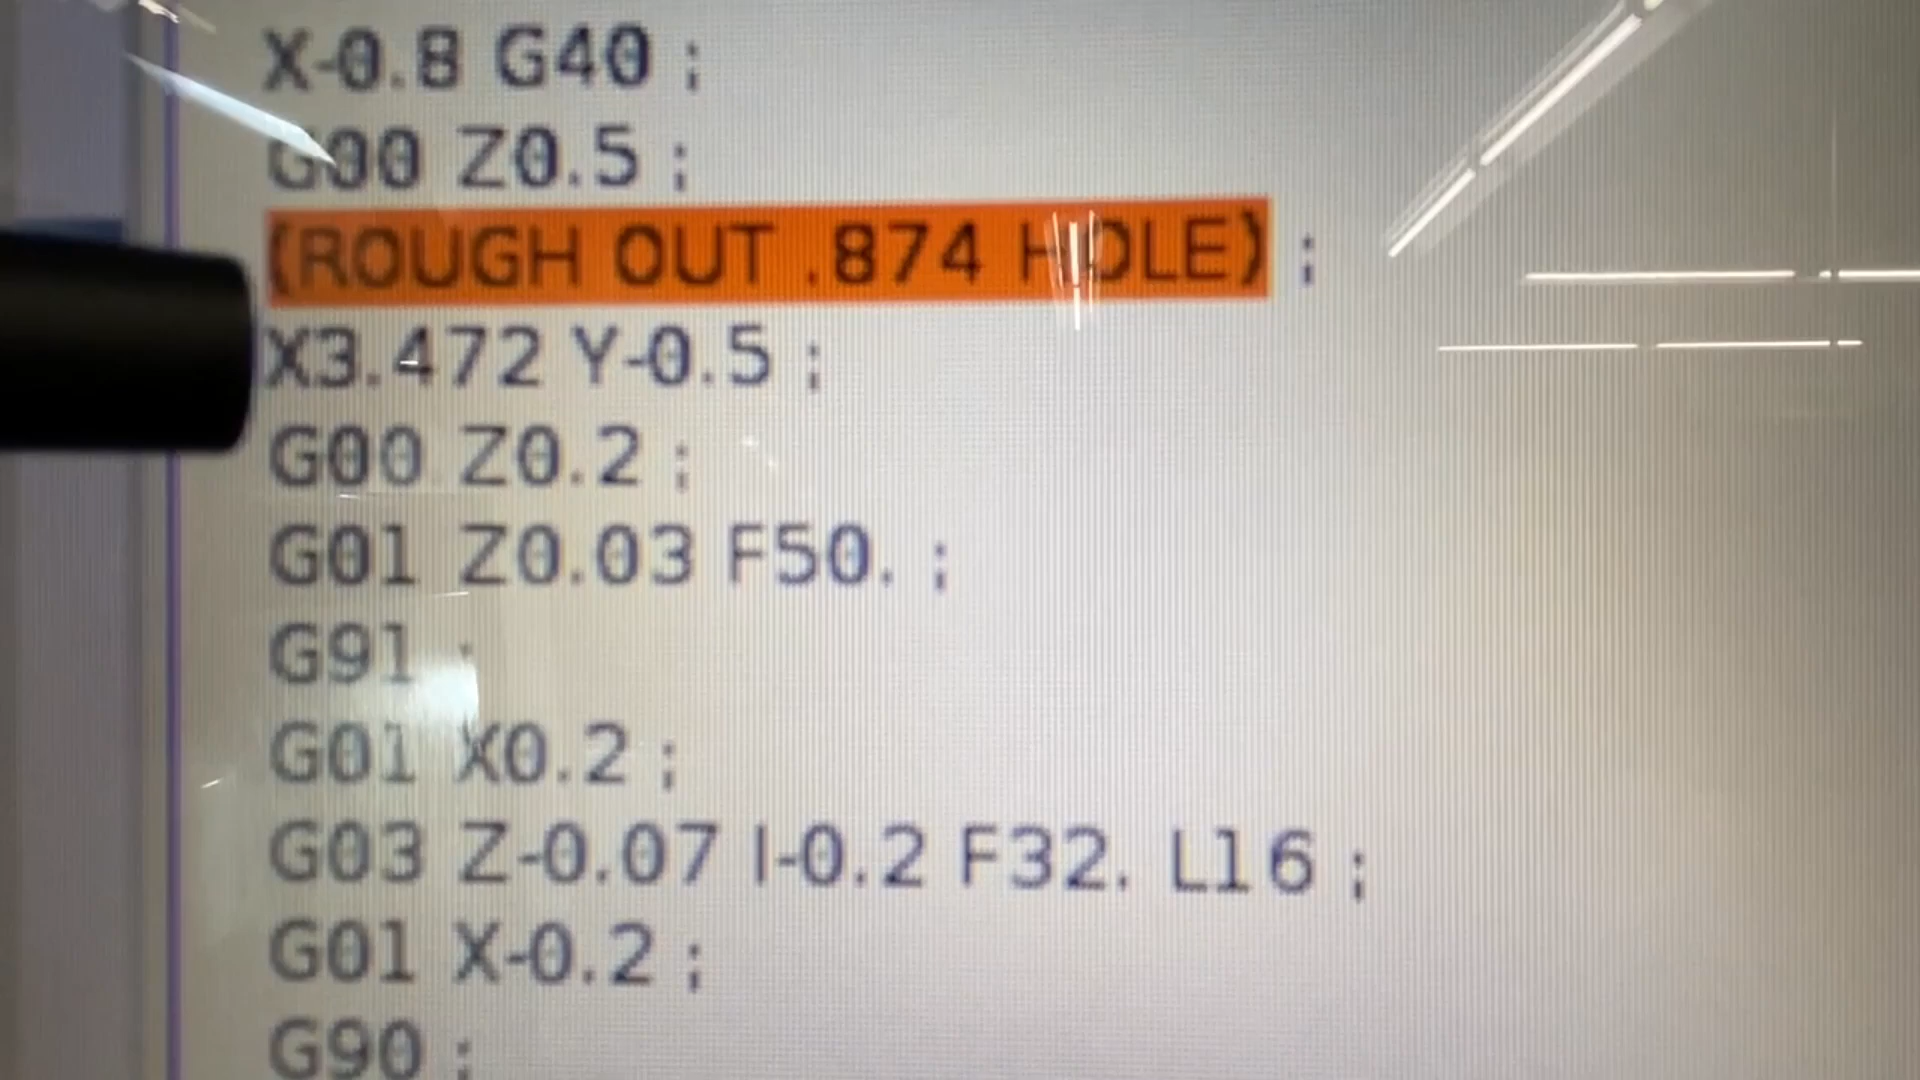 X-0.8 G40 ;
G00 Z0.5 ;
(ROUGH OUT .874 HOLE) ;
X3.472 Y-0.5 ;
G00 Z0.2 ;
G01 Z0.03 F50. ;
G91 ;
G01 X0.2 ;
G03 Z-0.07 I-0.2 F32. L16 ;
G01 X-0.2 ;
G90 ;